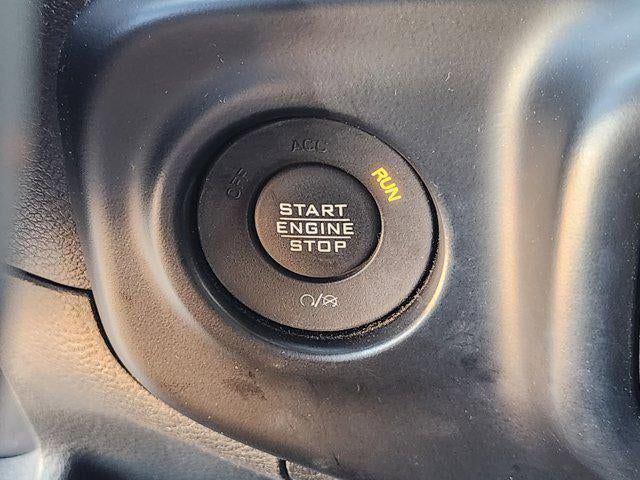 ACC
OFF
RUN
START
ENGINE
STOP